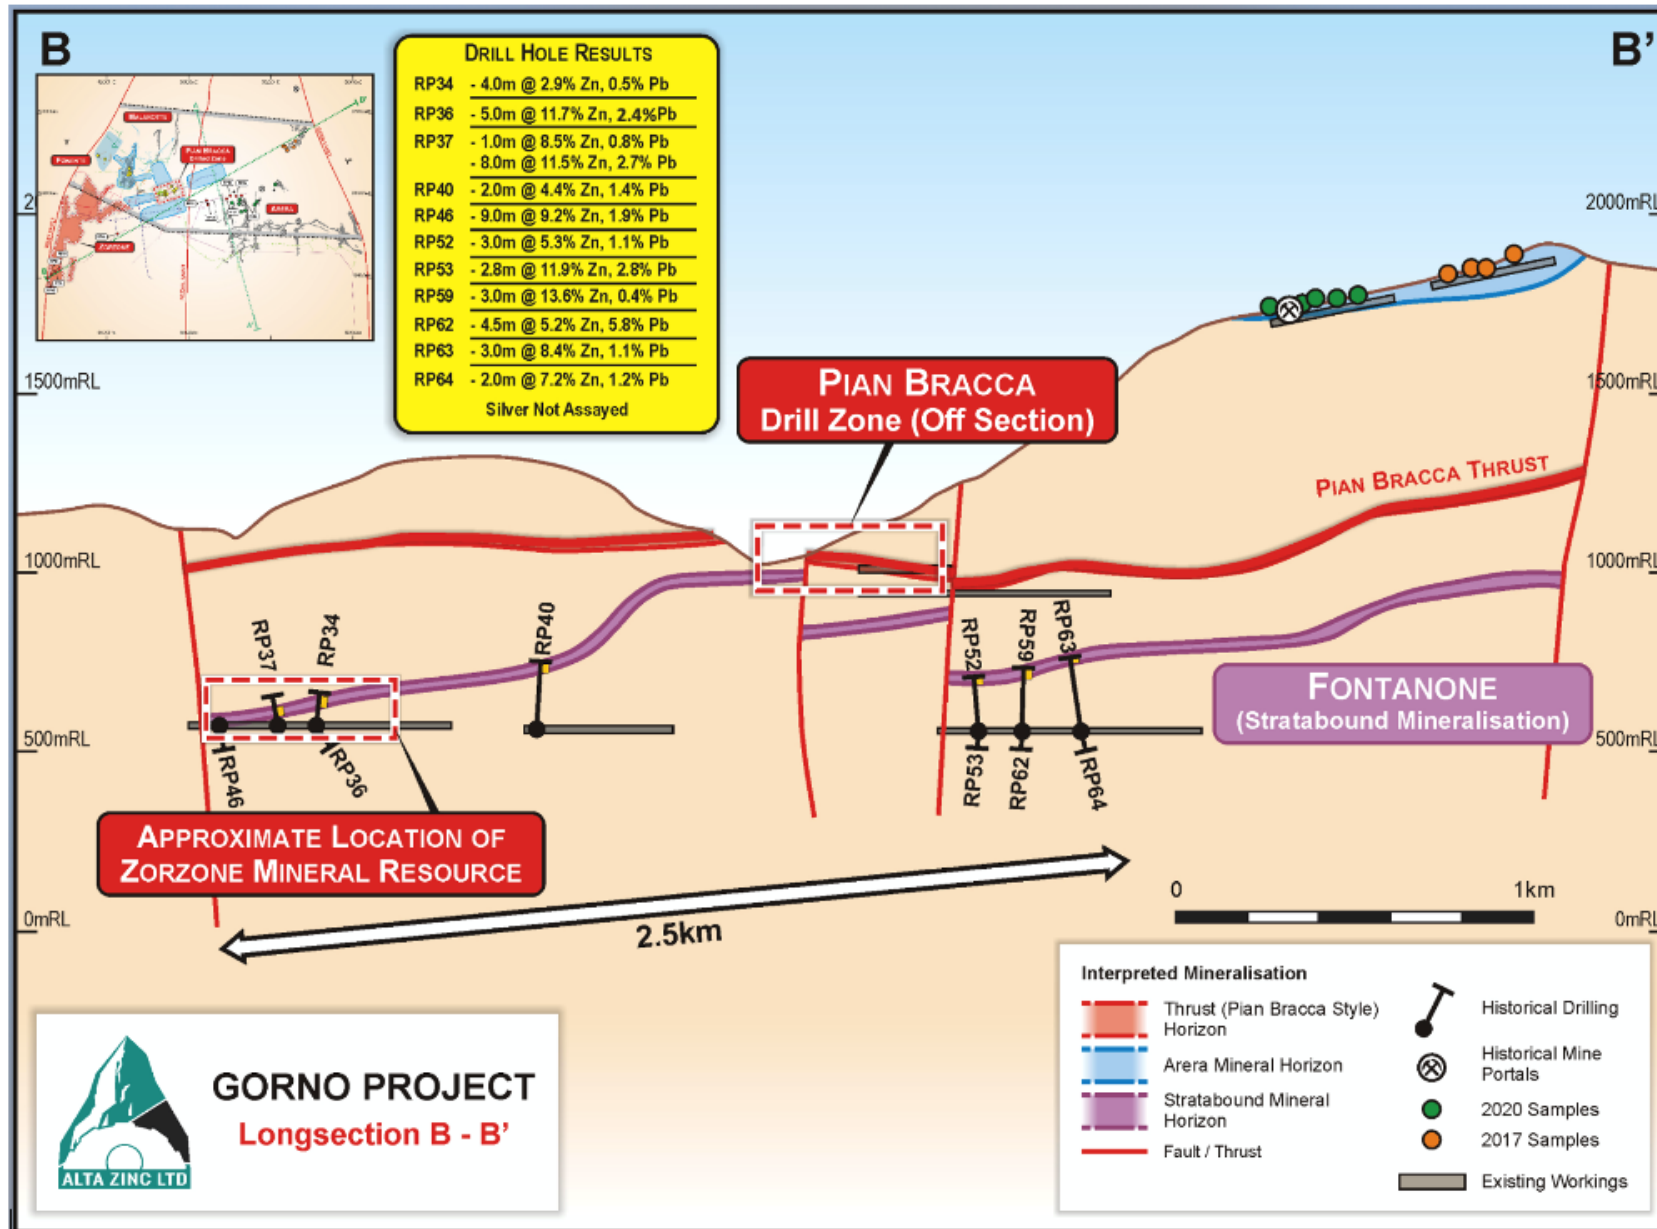 B
B’
DRILL HOLE RESULTS
RP34 - 4.0m @ 2.9% Zn, 0.5% Pb
RP36 - 5.0m @ 11.7% Zn, 2.4%Pb
RP37 - 1.0m @ 8.5% Zn, 0.8% Pb
- 8.0m @ 11.5% Zn, 2.7% Pb
RP40 - 2.0m @ 4.4% Zn, 1.4% Pb
RP46 - 9.0m @ 9.2% Zn, 1.9% Pb
RP52 - 3.0m @ 5.3% Zn, 1.1% Pb
RP53 - 2.8m @ 11.9% Zn, 2.8% Pb
RP59 - 3.0m @ 13.6% Zn, 0.4% Pb
RP62 - 4.5m @ 5.2% Zn, 5.8% Pb
RP63 - 3.0m @ 8.4% Zn, 1.1% Pb
RP64 - 2.0m @ 7.2% Zn, 1.2% Pb
Silver Not Assayed
PIAN BRACCA
ZORZONE
2
2000mRL
1500mRL
1500mRL
PIAN BRACCA
Drill Zone (Off Section)
PIAN BRACCA THRUST
1000mRL
1000mRL
RP37
RP34
RP40
RP52
RP59
RP63
FONTANONE
(Stratabound Mineralisation)
500mRL
500mRL
RP46
RP36
RP53
RP62
RP64
APPROXIMATE LOCATION OF
ZORZONE MINERAL RESOURCE
0mRL
0mRL
2.5km
0 1km
Interpreted Mineralisation
Thrust (Pian Bracca Style)
Horizon
Arera Mineral Horizon
Stratabound Mineral
Horizon
Fault / Thrust
Historical Drilling
Historical Mine
Portals
2020 Samples
2017 Samples
Existing Workings
GORNO PROJECT
Longsection B - B’
ALTA ZINC LTD